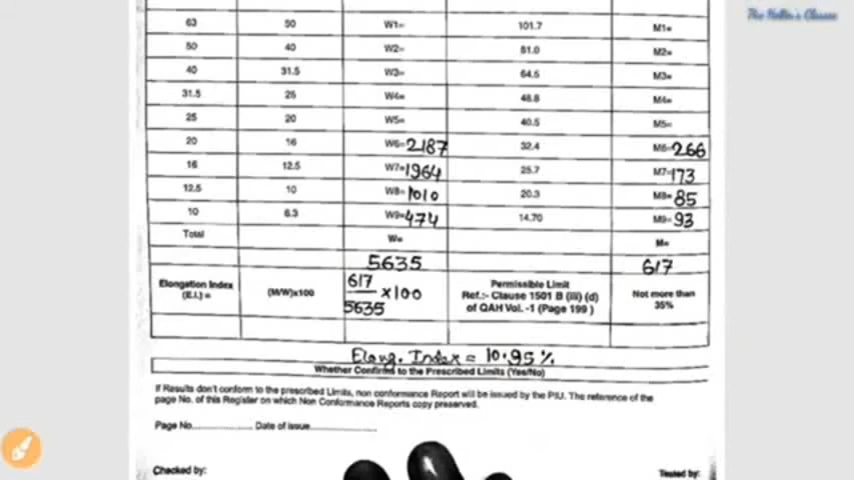 The Helter's Classes
63 50 W1= 101.7 M1=
50 40 W2= 81.0 M2=
40 31.5 W3= 64.5 M3=
31.5 25 W4= 48.8 M4=
25 20 W5= 40.5 M5=
20 16 W6=2187 32.4 M6=266
16 12.5 W7=1964 25.7 M7=173
12.5 10 W8=1010 20.3 M8=85
10 6.3 W9=474 14.70 M9=93
Total W= M=
5635 617
Elongation Index (E.I.) = (M/W)x100 617/5635 x100 Permissible Limit Ref.:- Clause 1501 B (iii) (d) of QAH Vol. -1 (Page 199 ) Not more than 35%
Elong. Index = 10.95%
Whether Confirms to the Prescribed Limits (Yes/No)
If Results don't conform to the prescribed Limits, non conformance Report will be issued by the PIU. The reference of the
page No. of this Register on which Non Conformance Reports copy preserved.
Page No.............. Date of issue....................
Checked by: Tested by: